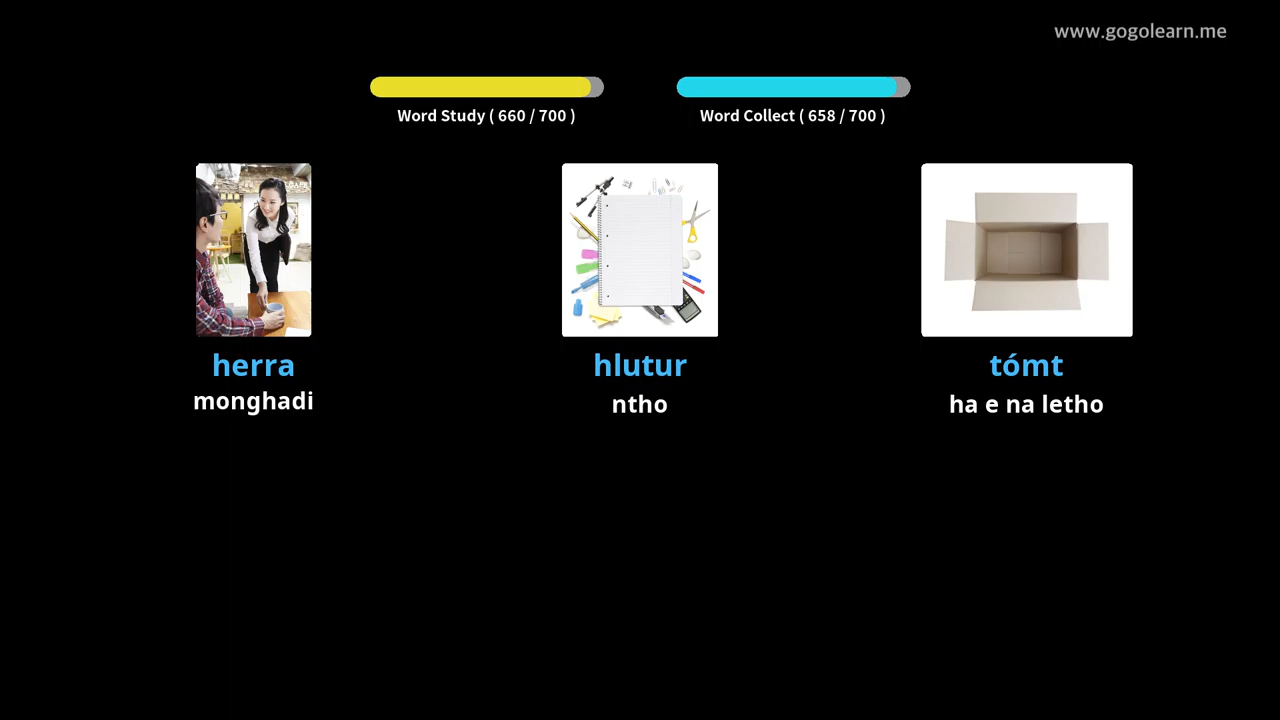 www.gogolearn.me
Word Study ( 660 / 700 )
Word Collect ( 658 / 700 )
herra
hlutur
tómt
monghadi
ntho
ha e na letho